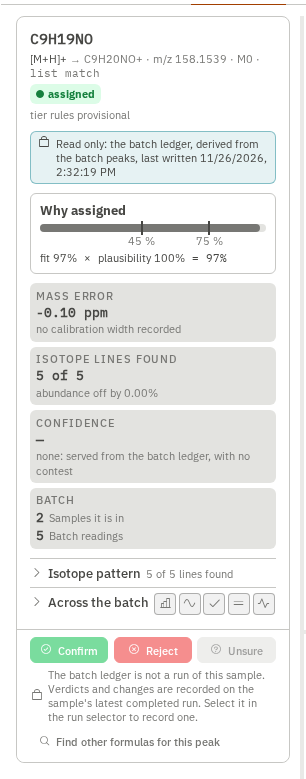 C9H19NO
[M+H]+ → C9H20NO+ · m/z 158.1539 · M0 ·
list match
assigned
tier rules provisional
Read only: the batch ledger, derived from
the batch peaks, last written 11/26/2026,
2:32:19 PM
Why assigned
45 % 75 %
fit 97% × plausibility 100% = 97%
MASS ERROR
-0.10 ppm
no calibration width recorded
ISOTOPE LINES FOUND
5 of 5
abundance off by 0.00%
CONFIDENCE
—
none: served from the batch ledger, with no
contest
BATCH
2 Samples it is in
5 Batch readings
Isotope pattern 5 of 5 lines found
Across the batch
Confirm Reject Unsure
The batch ledger is not a run of this sample.
Verdicts and changes are recorded on the
sample's latest completed run. Select it in
the run selector to record one.
Find other formulas for this peak